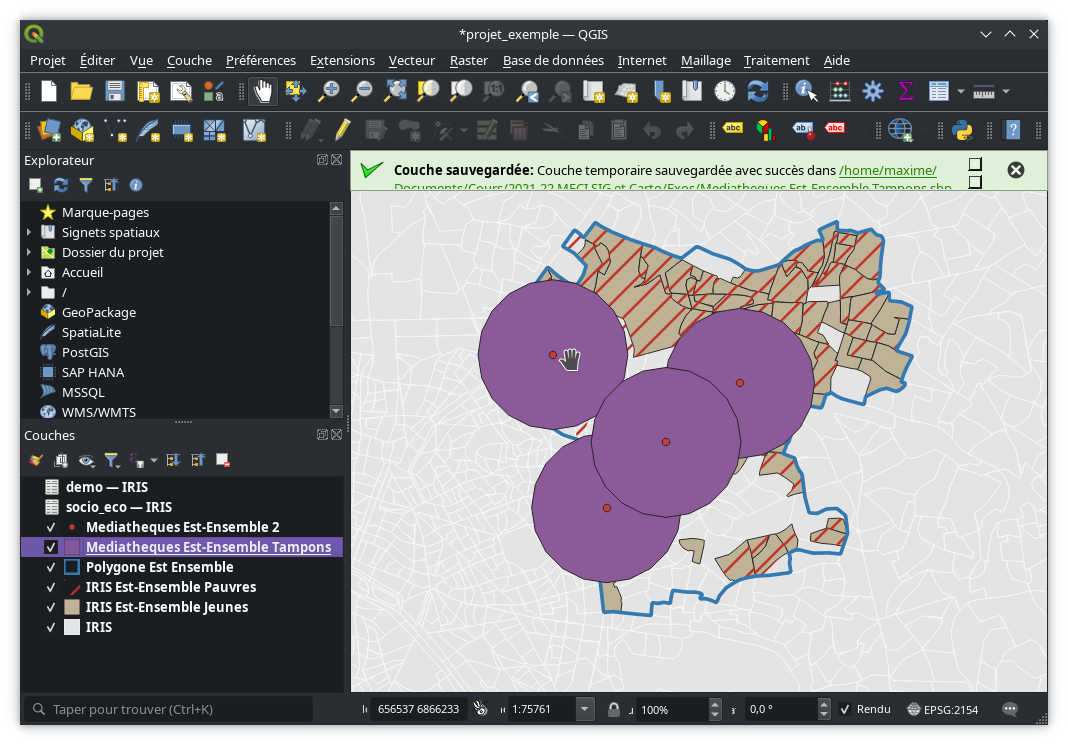 *projet_exemple — QGIS
Projet Éditer Vue Couche Préférences Extensions Vecteur Raster Base de données Internet Maillage Traitement Aide
abc abc abc
Explorateur
Marque-pages
Signets spatiaux
Dossier du projet
Accueil
/
GeoPackage
SpatiaLite
PostGIS
SAP HANA
MSSQL
WMS/WMTS
Couche sauvegardée: Couche temporaire sauvegardée avec succès dans /home/maxime/
Documents/Cours/2021-22 MECI SIG et Carto/Exos/Mediatheques Est-Ensemble Tampons.shp
Couches
demo — IRIS
socio_eco — IRIS
Mediatheques Est-Ensemble 2
Mediatheques Est-Ensemble Tampons
Polygone Est Ensemble
IRIS Est-Ensemble Pauvres
IRIS Est-Ensemble Jeunes
IRIS
Taper pour trouver (Ctrl+K) 656537 6866233 1:75761 100% 0,0 ° Rendu EPSG:2154